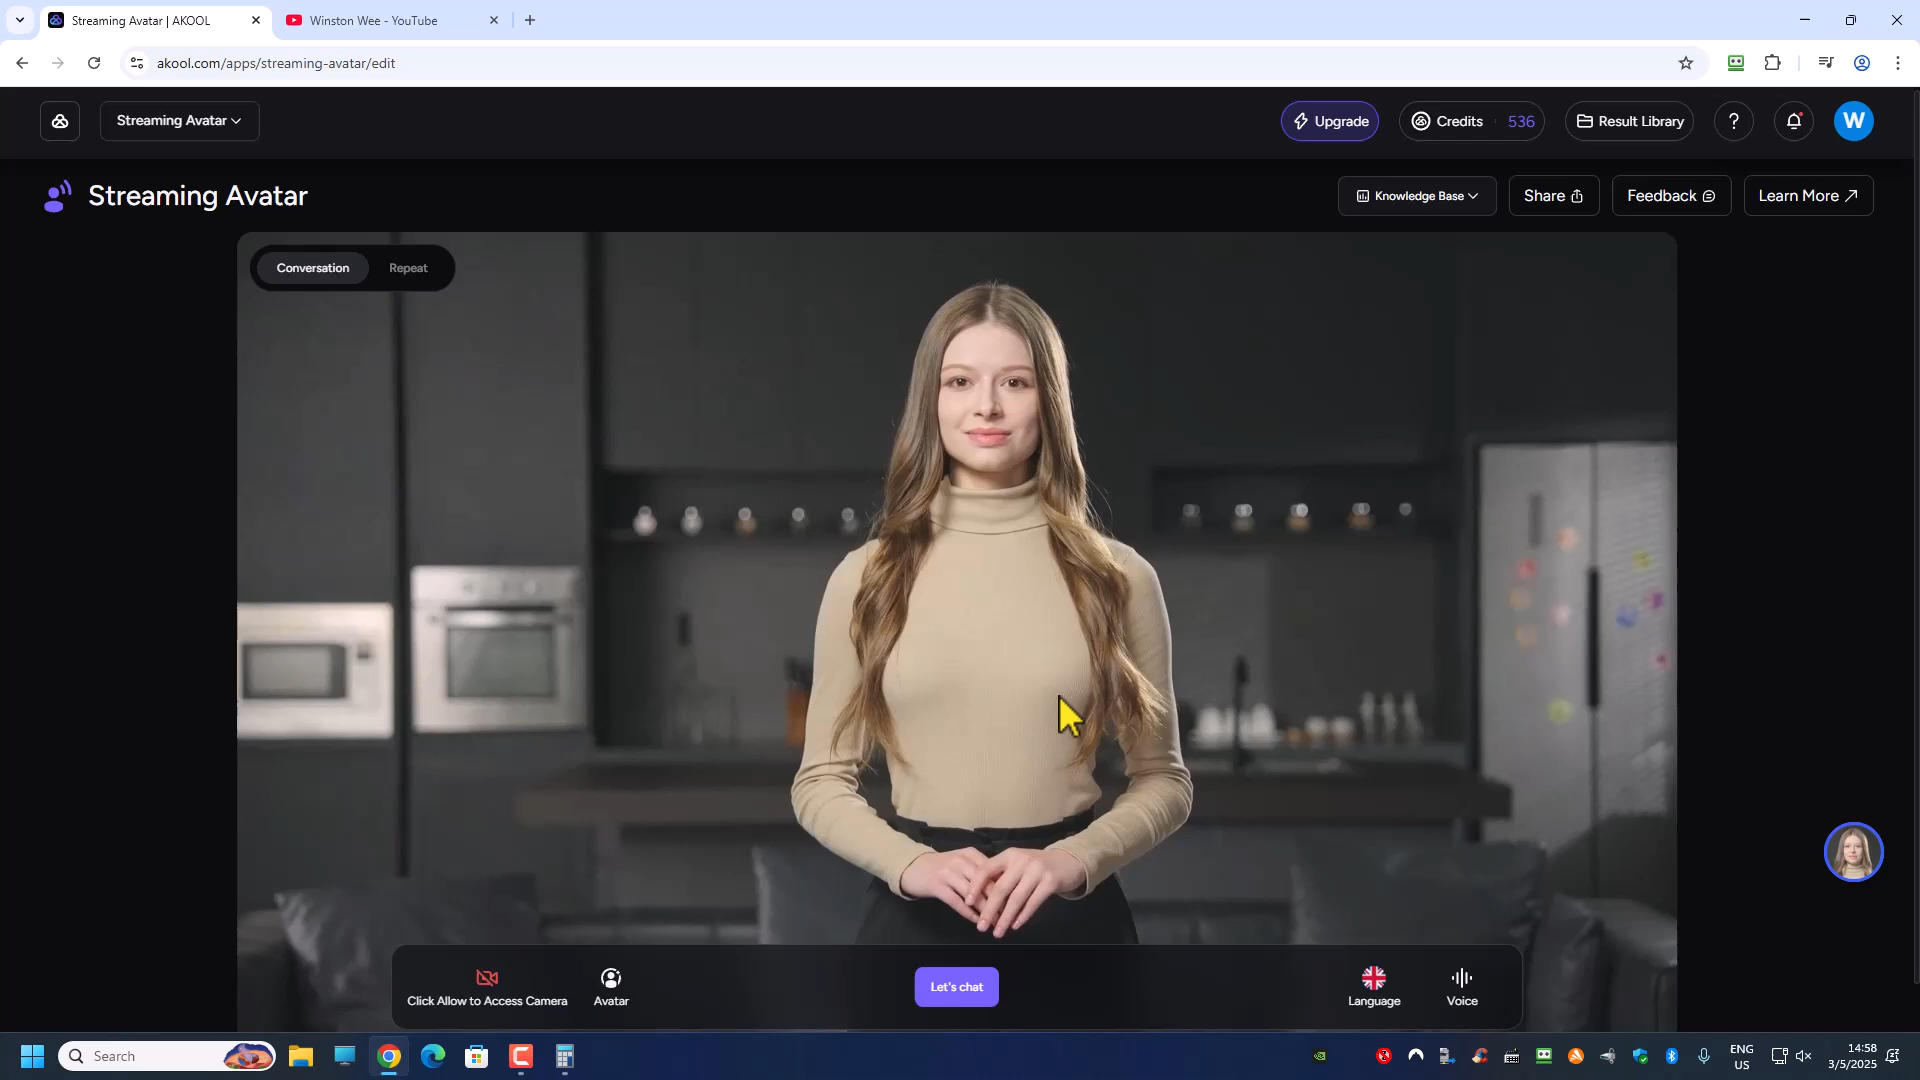 Streaming Avatar | AKOOL
Winston Wee - YouTube
akool.com/apps/streaming-avatar/edit
Streaming Avatar
Upgrade
Credits 536
Result Library
?
W
Streaming Avatar
Knowledge Base
Share
Feedback
Learn More
Conversation
Repeat
Click Allow to Access Camera
Avatar
Let's chat
Language
Voice
Search
ENG
US
14:58
3/5/2025